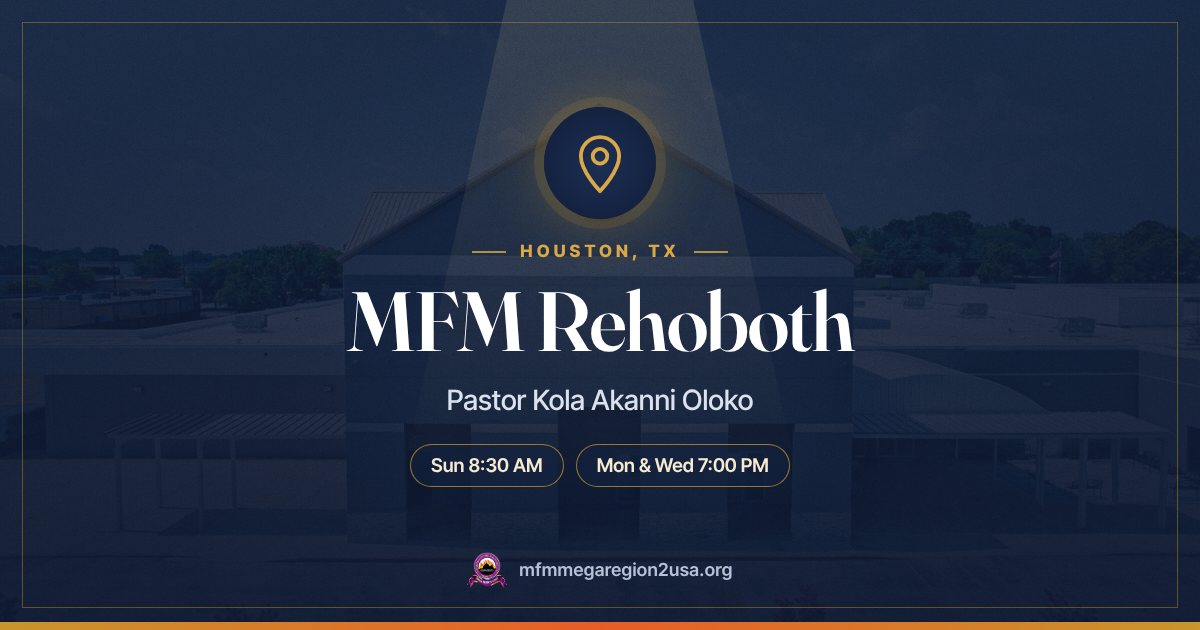 HOUSTON, TX
MFM Rehoboth
Pastor Kola Akanni Oloko
Sun 8:30 AM
Mon & Wed 7:00 PM
mfmmegaregion2usa.org